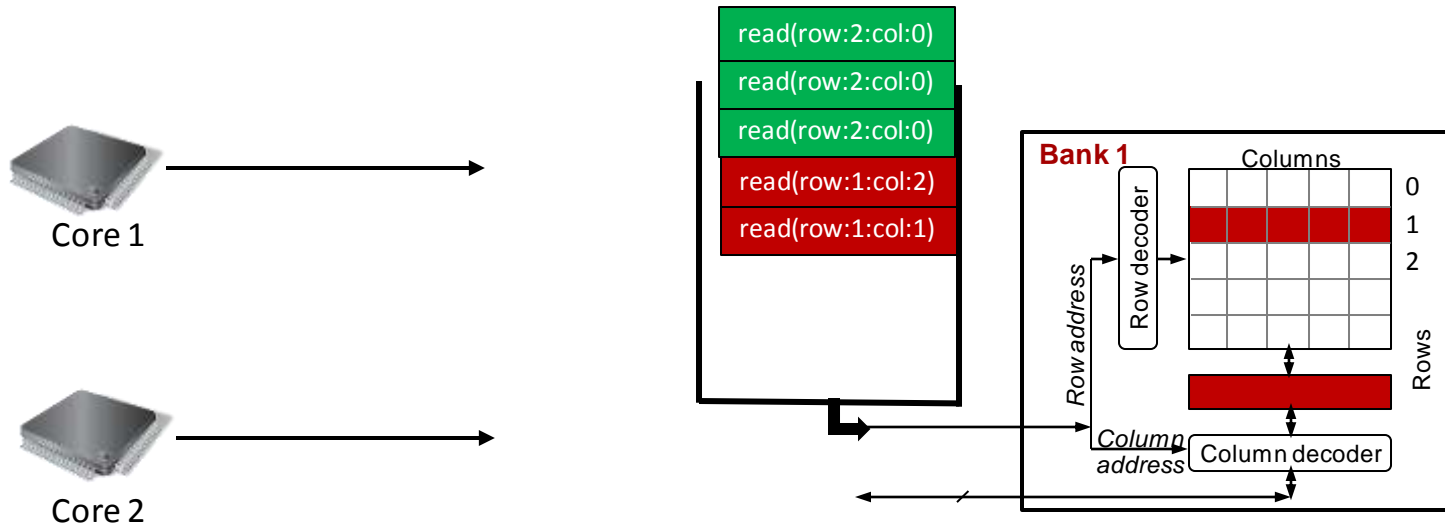 read(row:2:col:0)
read(row:2:col:0)
read(row:2:col:0)
read(row:1:col:2)
read(row:1:col:1)
Core 1
Core 2
Bank 1
Columns
0
1
2
Rows
Row decoder
Row address
Column
address
Column decoder